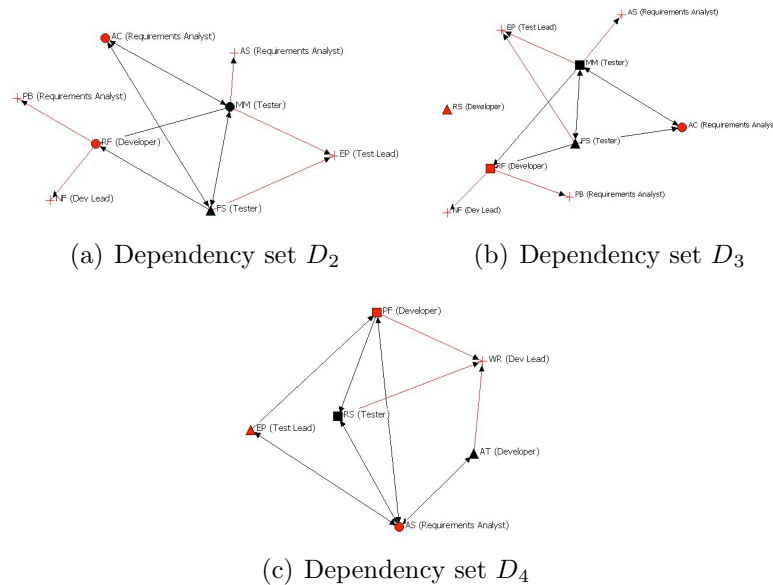 AC (Requirements Analyst)
AS (Requirements Analyst)
PB (Requirements Analyst)
MM (Tester)
RF (Developer)
EP (Test Lead)
NF (Dev Lead)
FS (Tester)
(a) Dependency set D₂
AS (Requirements Analyst)
EP (Test Lead)
MM (Tester)
RS (Developer)
AC (Requirements Analyst)
FS (Tester)
RF (Developer)
PB (Requirements Analyst)
NF (Dev Lead)
(b) Dependency set D₃
PF (Developer)
WR (Dev Lead)
RS (Tester)
EP (Test Lead)
AT (Developer)
AS (Requirements Analyst)
(c) Dependency set D₄